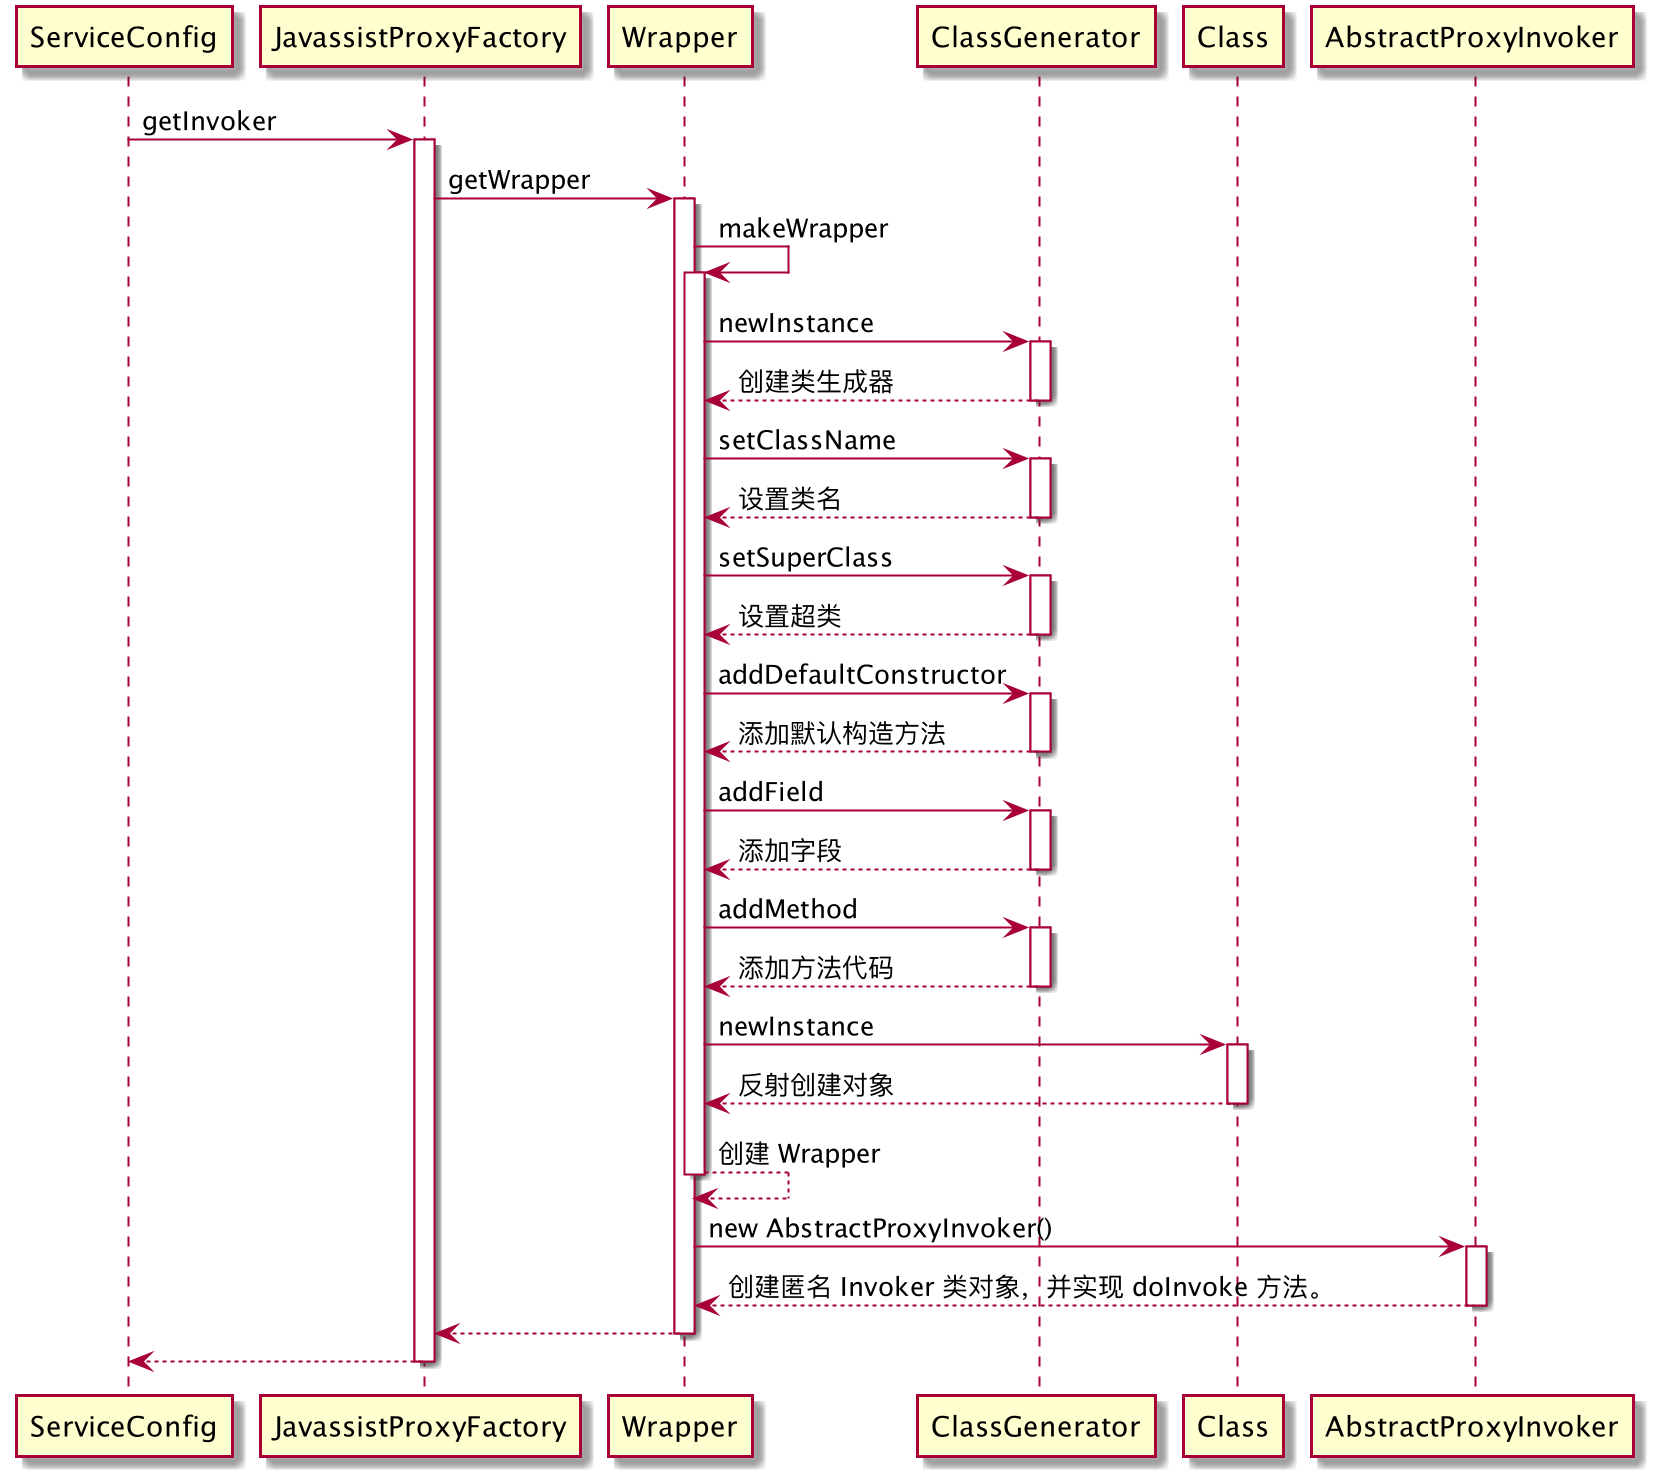 ServiceConfig
JavassistProxyFactory
Wrapper
ClassGenerator
Class
AbstractProxyInvoker
getInvoker
getWrapper
makeWrapper
newInstance
创建类生成器
setClassName
设置类名
setSuperClass
设置超类
addDefaultConstructor
添加默认构造方法
addField
添加字段
addMethod
添加方法代码
newInstance
反射创建对象
创建 Wrapper
new AbstractProxyInvoker()
创建匿名 Invoker 类对象，并实现 doInvoke 方法。
ServiceConfig
JavassistProxyFactory
Wrapper
ClassGenerator
Class
AbstractProxyInvoker